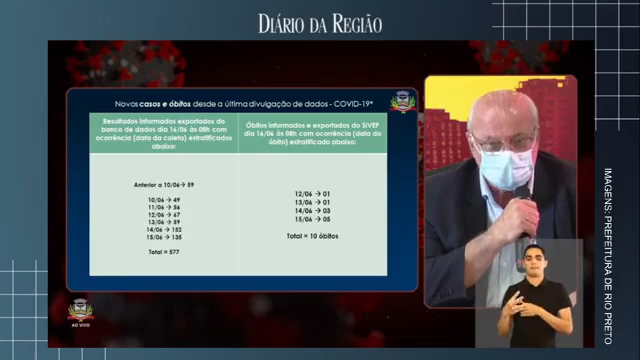 DIÁRIO DA REGIÃO
Novos casos e óbitos desde a última divulgação de dados - COVID-19*
Resultados informados exportados do
banco de dados dia 16/06 às 08h com
ocorrência (data da coleta) estratificados
abaixo:
Óbitos informados e exportados do SIVEP
dia 16/06 às 08h com ocorrência (data do
óbito) estratificado abaixo:
Anterior a 10/06→ 59
10/06 → 49
11/06 → 56
12/06 → 67
13/06 → 59
14/06 → 152
15/06 → 135
Total = 577
12/06 → 01
13/06 → 01
14/06 → 03
15/06 → 05
Total = 10 óbitos
AO VIVO
IMAGENS: PREFEITURA DE RIO PRETO